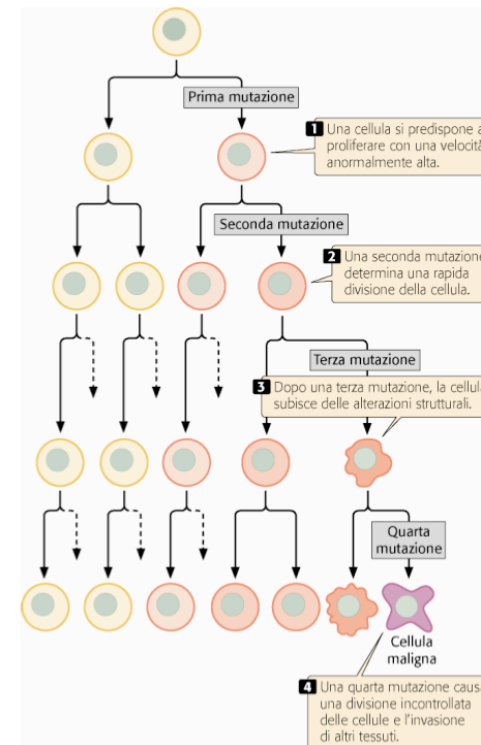 Prima mutazione
1 Una cellula si predispone a
proliferare con una velocità
anormalmente alta.
Seconda mutazione
2 Una seconda mutazione
determina una rapida
divisione della cellula.
Terza mutazione
3 Dopo una terza mutazione, la cellula
subisce delle alterazioni strutturali.
Quarta
mutazione
Cellula
maligna
4 Una quarta mutazione causa
una divisione incontrollata
delle cellule e l'invasione
di altri tessuti.